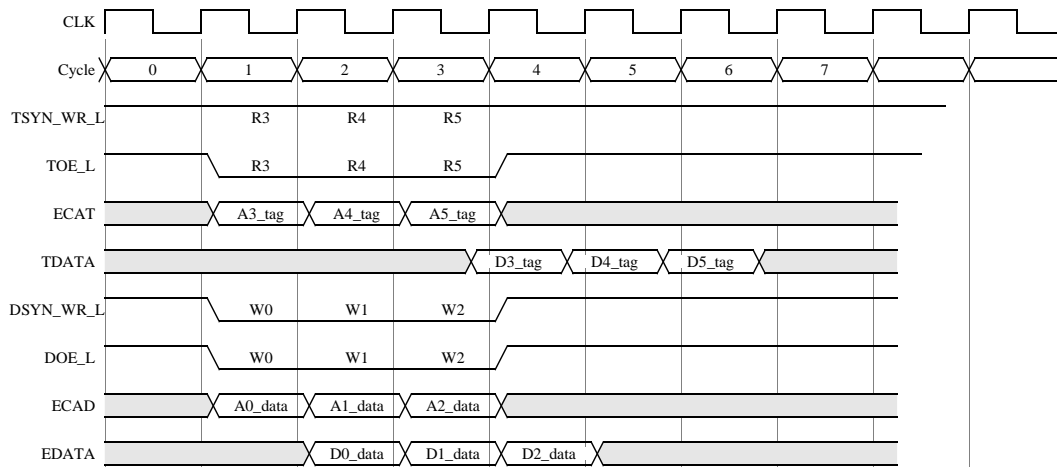 CLK
Cycle 0 1 2 3 4 5 6 7
TSYN_WR_L R3 R4 R5
TOE_L R3 R4 R5
ECAT A3_tag A4_tag A5_tag
TDATA D3_tag D4_tag D5_tag
DSYN_WR_L W0 W1 W2
DOE_L W0 W1 W2
ECAD A0_data A1_data A2_data
EDATA D0_data D1_data D2_data